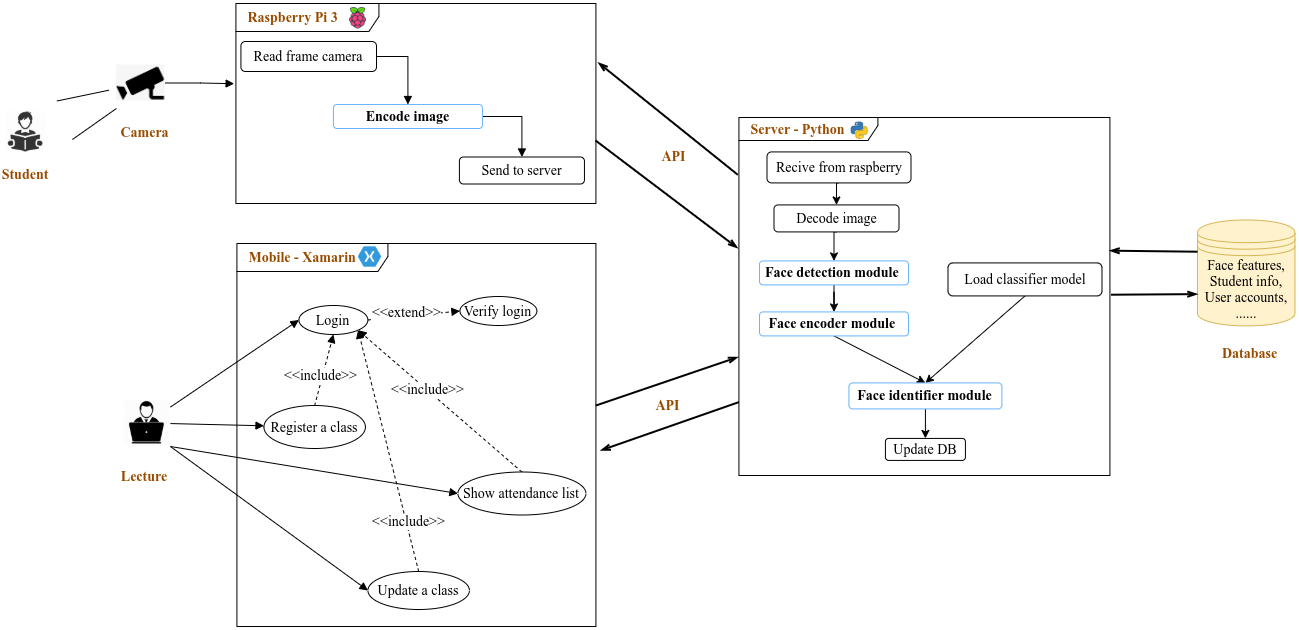 Raspberry Pi 3
Read frame camera
Encode image
Send to server
Camera
Student
API
Server - Python
Recive from raspberry
Decode image
Face detection module
Load classifier model
Face encoder module
Face identifier module
Update DB
Face features,
Student info,
User accounts,
......
Database
Mobile - Xamarin
Login
<<extend>>
Verify login
<<include>>
<<include>>
Register a class
Show attendance list
<<include>>
Update a class
Lecture
API